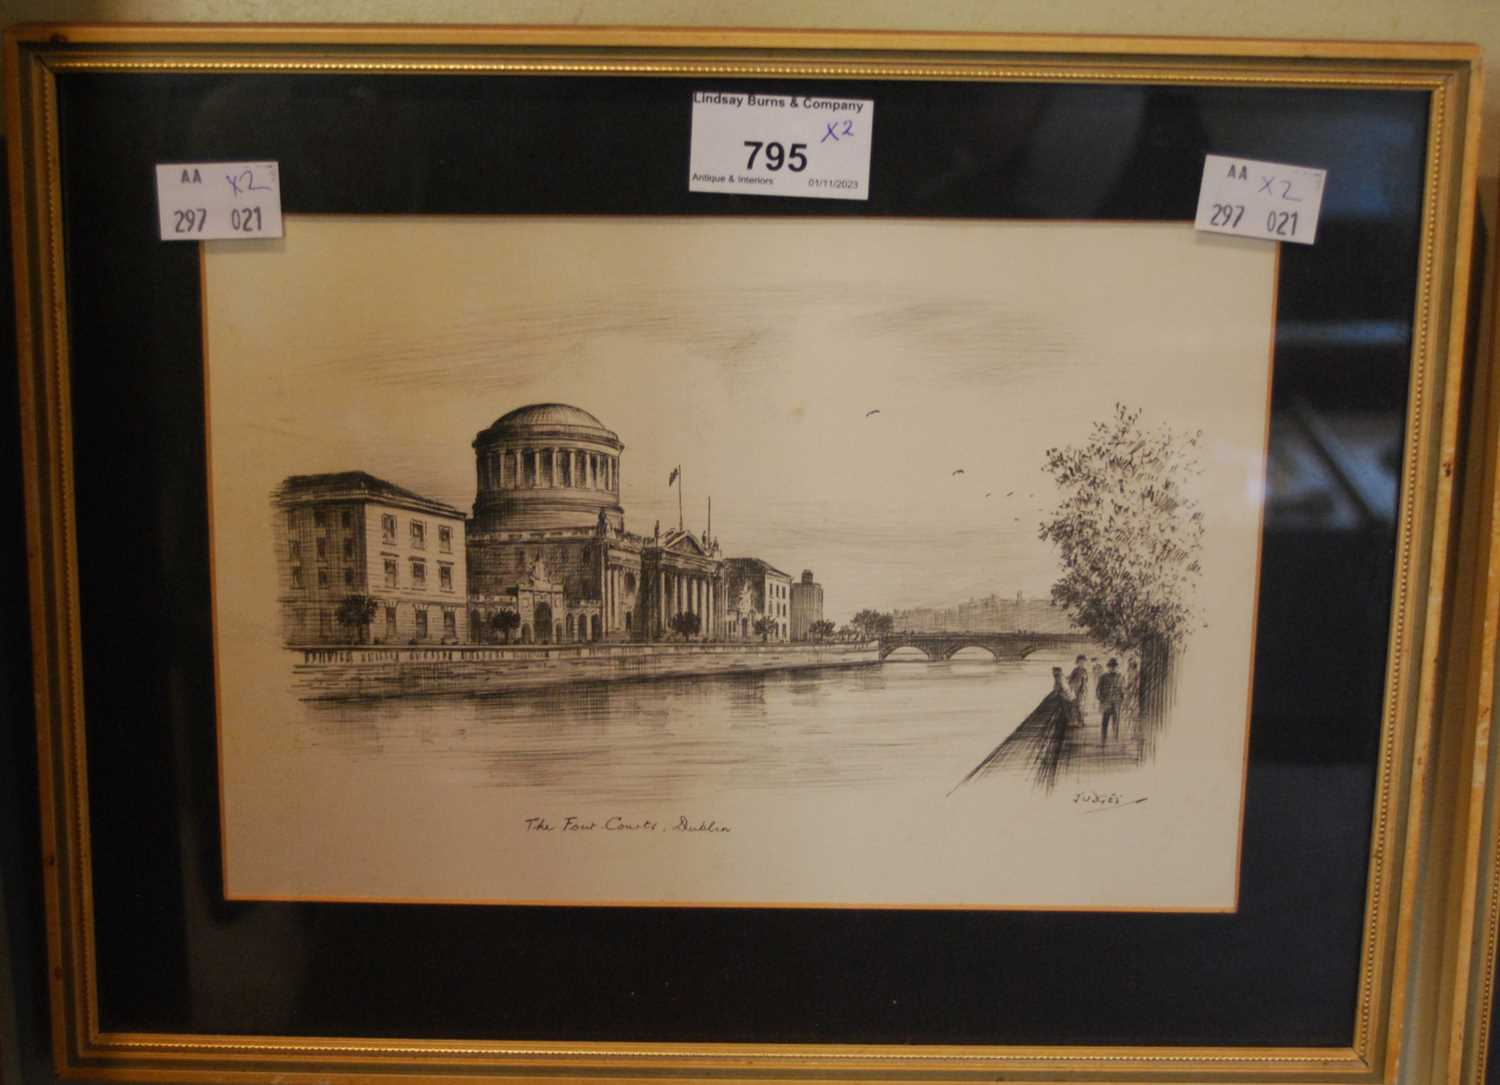 Lindsay Burns & Company
X2
795
Antique & Interiors 01/11/2023
AA X2
297 021
AA X2
297 021
The Four Courts, Dublin
JUDGES